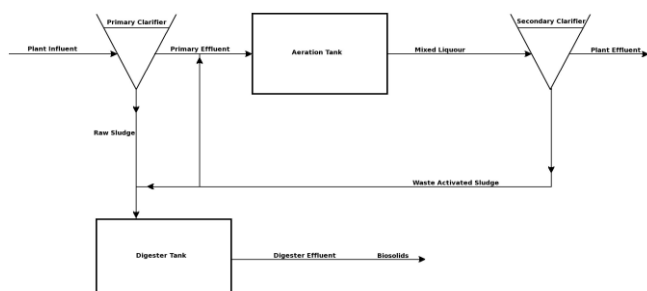 Primary Clarifier
Secondary Clarifier
Plant Influent
Primary Effluent
Aeration Tank
Mixed Liquour
Plant Effluent
Raw Sludge
Waste Activated Sludge
Digester Tank
Digester Effluent
Biosolids